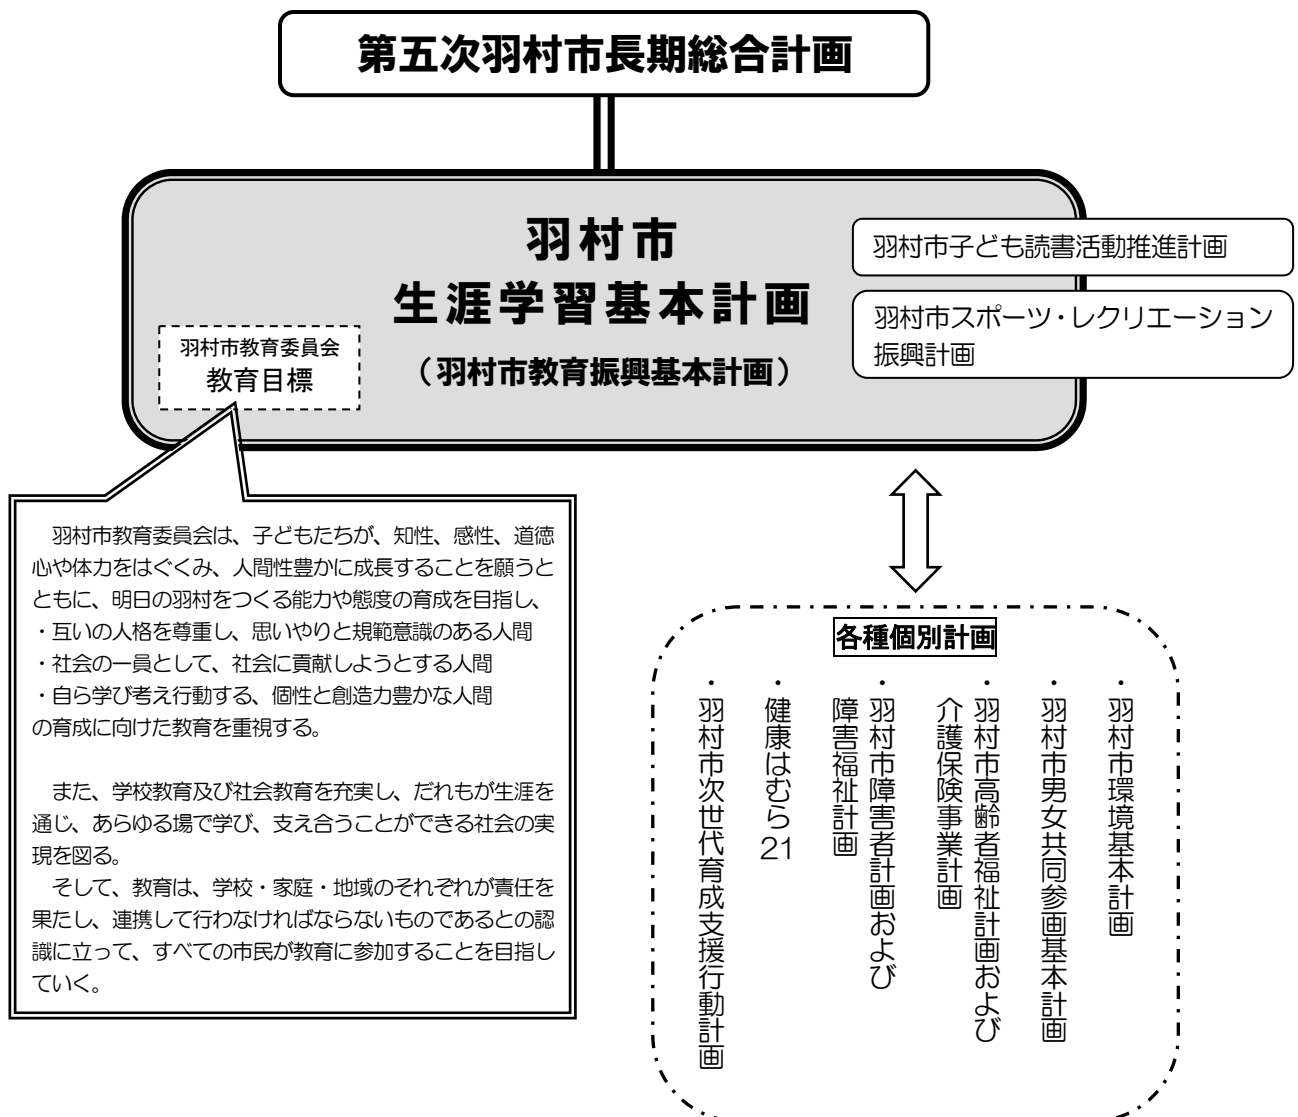 第五次羽村市長期総合計画
羽村市
生涯学習基本計画
（羽村市教育振興基本計画）
羽村市子ども読書活動推進計画
羽村市スポーツ・レクリエーション
振興計画
羽村市教育委員会
教育目標
羽村市教育委員会は、子どもたちが、知性、感性、道徳
心や体力をはぐくみ、人間性豊かに成長することを願うと
ともに、明日の羽村をつくる能力や態度の育成を目指し、
・互いの人格を尊重し、思いやりと規範意識のある人間
・社会の一員として、社会に貢献しようとする人間
・自ら学び考え行動する、個性と創造力豊かな人間
の育成に向けた教育を重視する。
また、学校教育及び社会教育を充実し、だれもが生涯を
通じ、あらゆる場で学び、支え合うことができる社会の実
現を図る。
そして、教育は、学校・家庭・地域のそれぞれが責任を
果たし、連携して行わなければならないものであるとの認
識に立って、すべての市民が教育に参加することを目指し
ていく。
各種個別計画
・羽村市環境基本計画
・羽村市男女共同参画基本計画
・羽村市高齢者福祉計画および
介護保険事業計画
・羽村市障害者計画および
障害福祉計画
・健康はむら21
・羽村市次世代育成支援行動計画